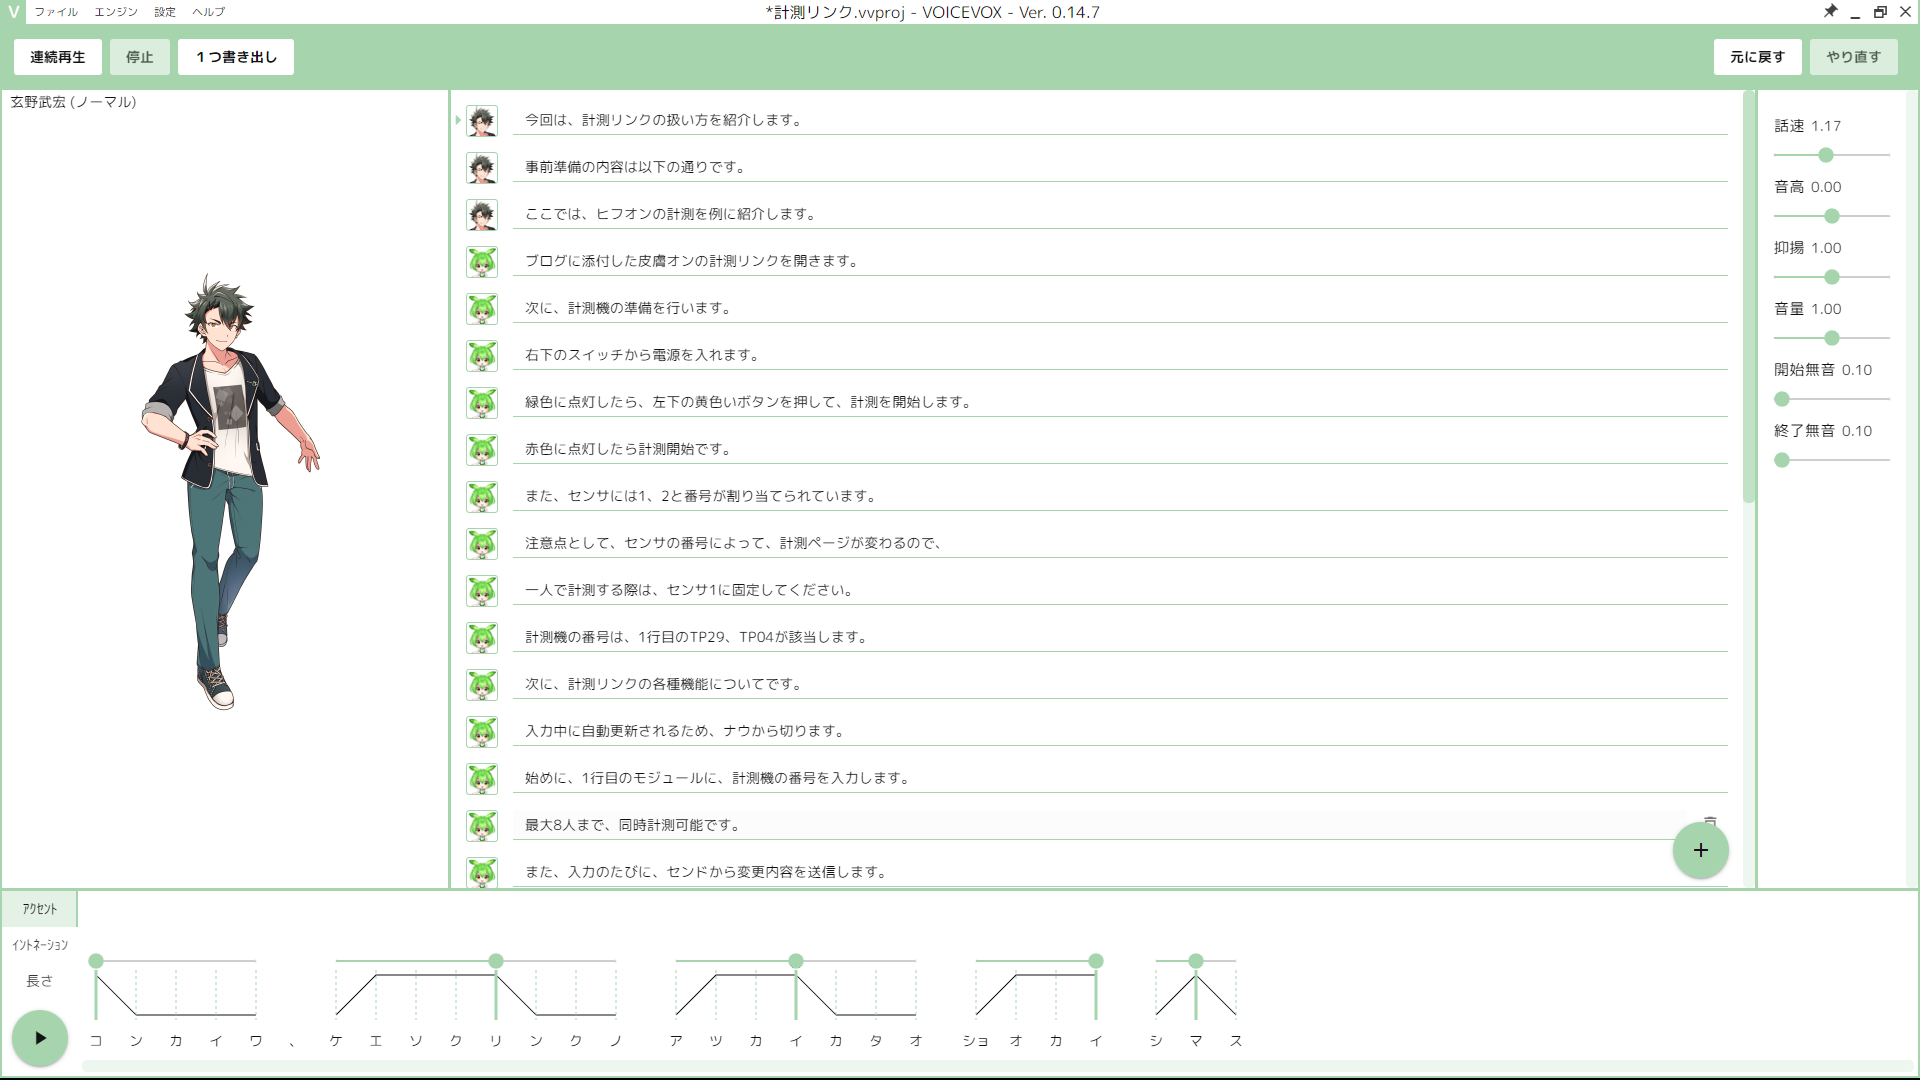 V ファイル エンジン 設定 ヘルプ *計測リンク.vvproj - VOICEVOX - Ver. 0.14.7
連続再生 停止 1つ書き出し 元に戻す やり直す
玄野武宏 (ノーマル)
今回は、計測リンクの扱い方を紹介します。
事前準備の内容は以下の通りです。
ここでは、ヒフオンの計測を例に紹介します。
ブログに添付した皮膚オンの計測リンクを開きます。
次に、計測機の準備を行います。
右下のスイッチから電源を入れます。
緑色に点灯したら、左下の黄色いボタンを押して、計測を開始します。
赤色に点灯したら計測開始です。
また、センサには1、2と番号が割り当てられています。
注意点として、センサの番号によって、計測ページが変わるので、
一人で計測する際は、センサ1に固定してください。
計測機の番号は、1行目のTP29、TP04が該当します。
次に、計測リンクの各種機能についてです。
入力中に自動更新されるため、ナウから切ります。
始めに、1行目のモジュールに、計測機の番号を入力します。
最大8人まで、同時計測可能です。
また、入力のたびに、センドから変更内容を送信します。
話速 1.17
音高 0.00
抑揚 1.00
音量 1.00
開始無音 0.10
終了無音 0.10
ｱｸｾﾝﾄ
ｲﾝﾄﾈｰｼｮﾝ
長さ
コ ン カ イ ワ 、 ケ エ ソ ク リ ン ク ノ ア ツ カ イ カ タ オ ショ オ カ イ シ マ ス